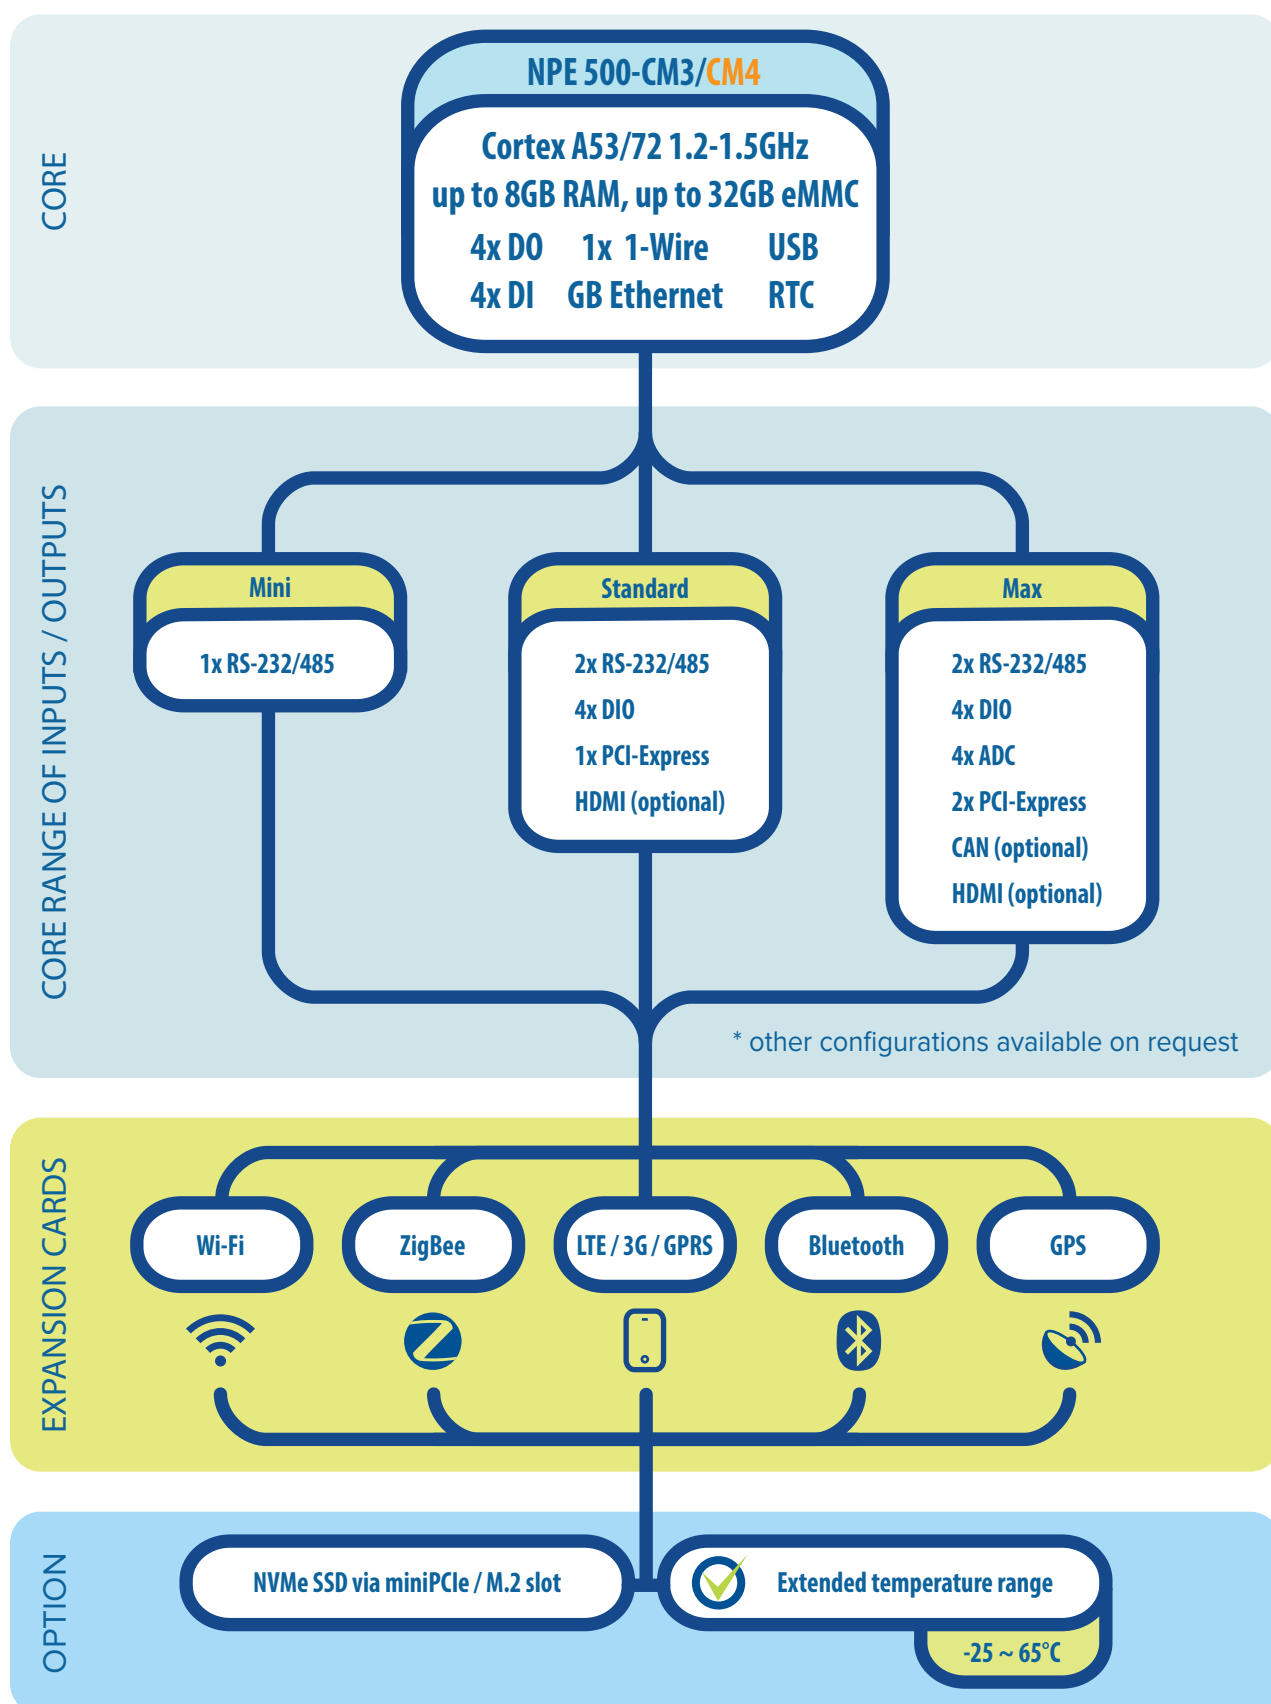 CORE
NPE 500-CM3/CM4
Cortex A53/72 1.2-1.5GHz
up to 8GB RAM, up to 32GB eMMC
4x DO 1x 1-Wire USB
4x DI GB Ethernet RTC
CORE RANGE OF INPUTS / OUTPUTS
Mini
1x RS-232/485
Standard
2x RS-232/485
4x DIO
1x PCI-Express
HDMI (optional)
Max
2x RS-232/485
4x DIO
4x ADC
2x PCI-Express
CAN (optional)
HDMI (optional)
* other configurations available on request
EXPANSION CARDS
Wi-Fi
ZigBee
LTE / 3G / GPRS
Bluetooth
GPS
OPTION
NVMe SSD via miniPCIe / M.2 slot
Extended temperature range
-25 ~ 65°C